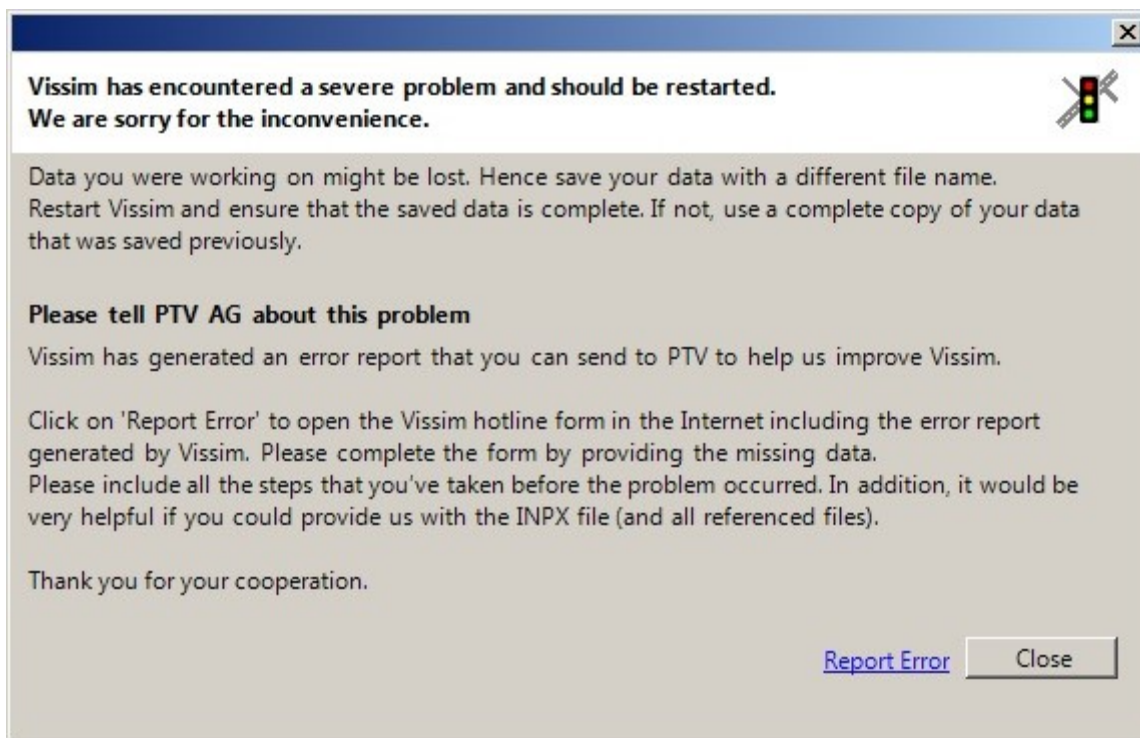 Vissim has encountered a severe problem and should be restarted.
We are sorry for the inconvenience.
Data you were working on might be lost. Hence save your data with a different file name.
Restart Vissim and ensure that the saved data is complete. If not, use a complete copy of your data
that was saved previously.
Please tell PTV AG about this problem
Vissim has generated an error report that you can send to PTV to help us improve Vissim.
Click on 'Report Error' to open the Vissim hotline form in the Internet including the error report
generated by Vissim. Please complete the form by providing the missing data.
Please include all the steps that you've taken before the problem occurred. In addition, it would be
very helpful if you could provide us with the INPX file (and all referenced files).
Thank you for your cooperation.
Report Error Close